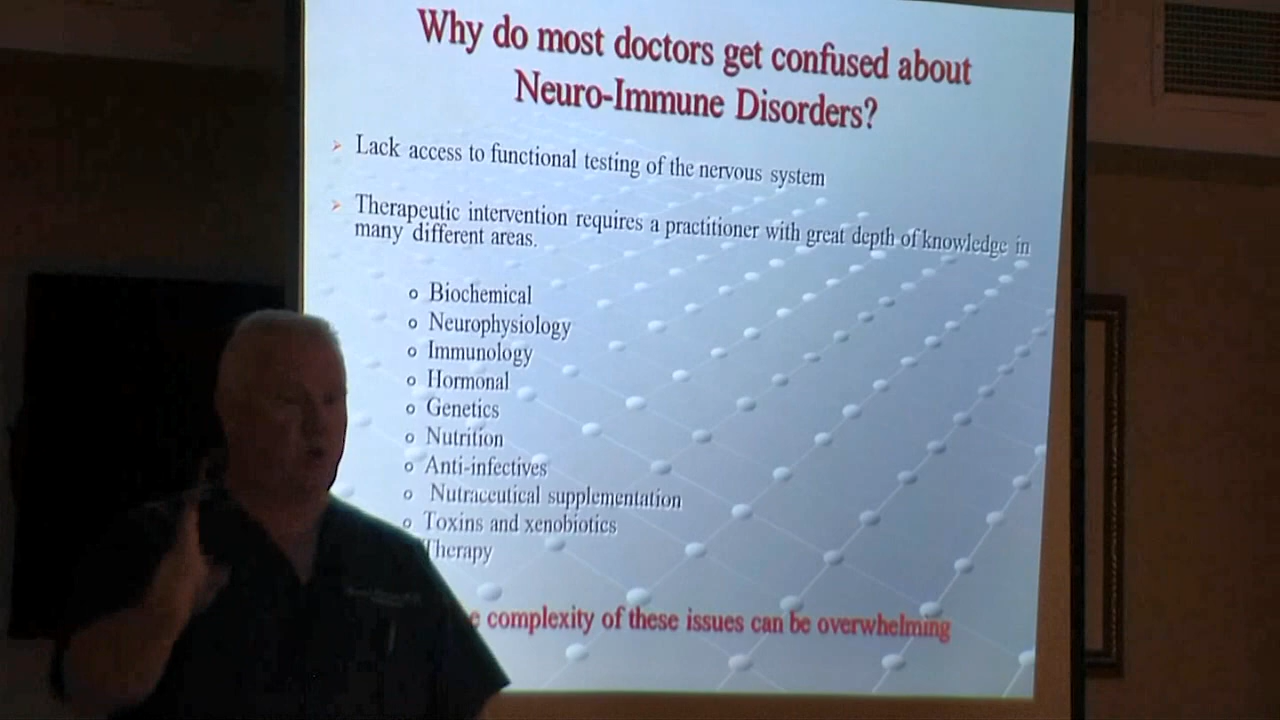 Why do most doctors get confused about
Neuro-Immune Disorders?
Lack access to functional testing of the nervous system
Therapeutic intervention requires a practitioner with great depth of knowledge in
many different areas.
Biochemical
Neurophysiology
Immunology
Hormonal
Genetics
Nutrition
Anti-infectives
Nutraceutical supplementation
Toxins and xenobiotics
Therapy
complexity of these issues can be overwhelming